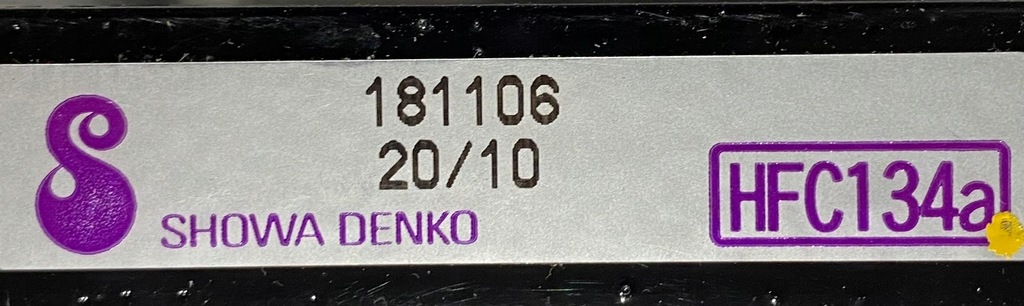 181106
20/10
SHOWA DENKO
HFC134a